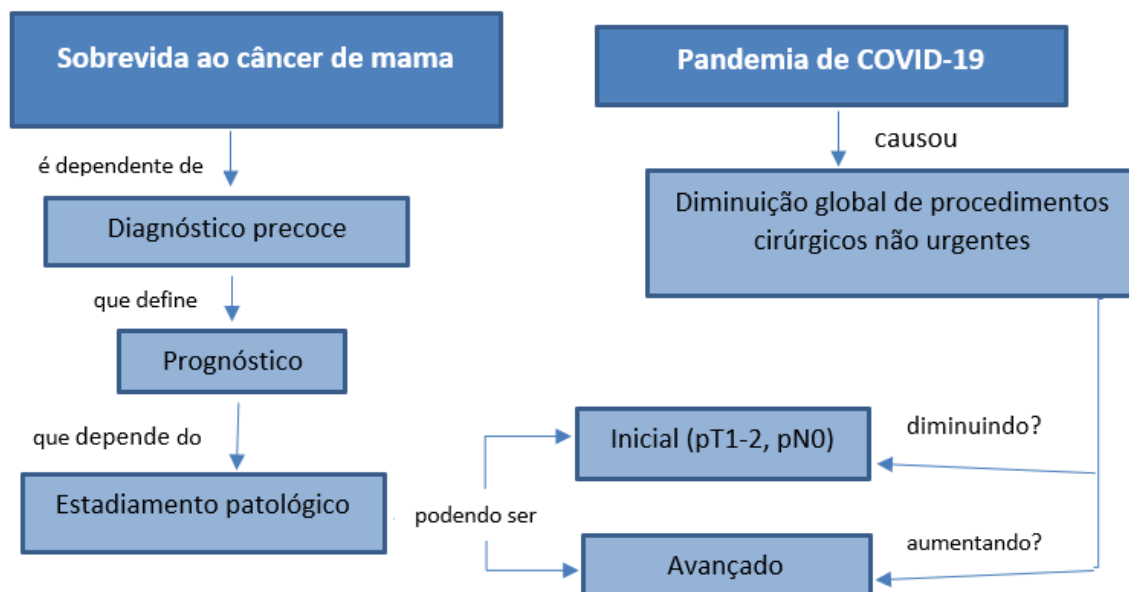 Sobrevida ao câncer de mama
é dependente de
Diagnóstico precoce
que define
Prognóstico
que depende do
Estadiamento patológico
podendo ser
Inicial (pT1-2, pN0)
Avançado
Pandemia de COVID-19
causou
Diminuição global de procedimentos
cirúrgicos não urgentes
diminuindo?
aumentando?